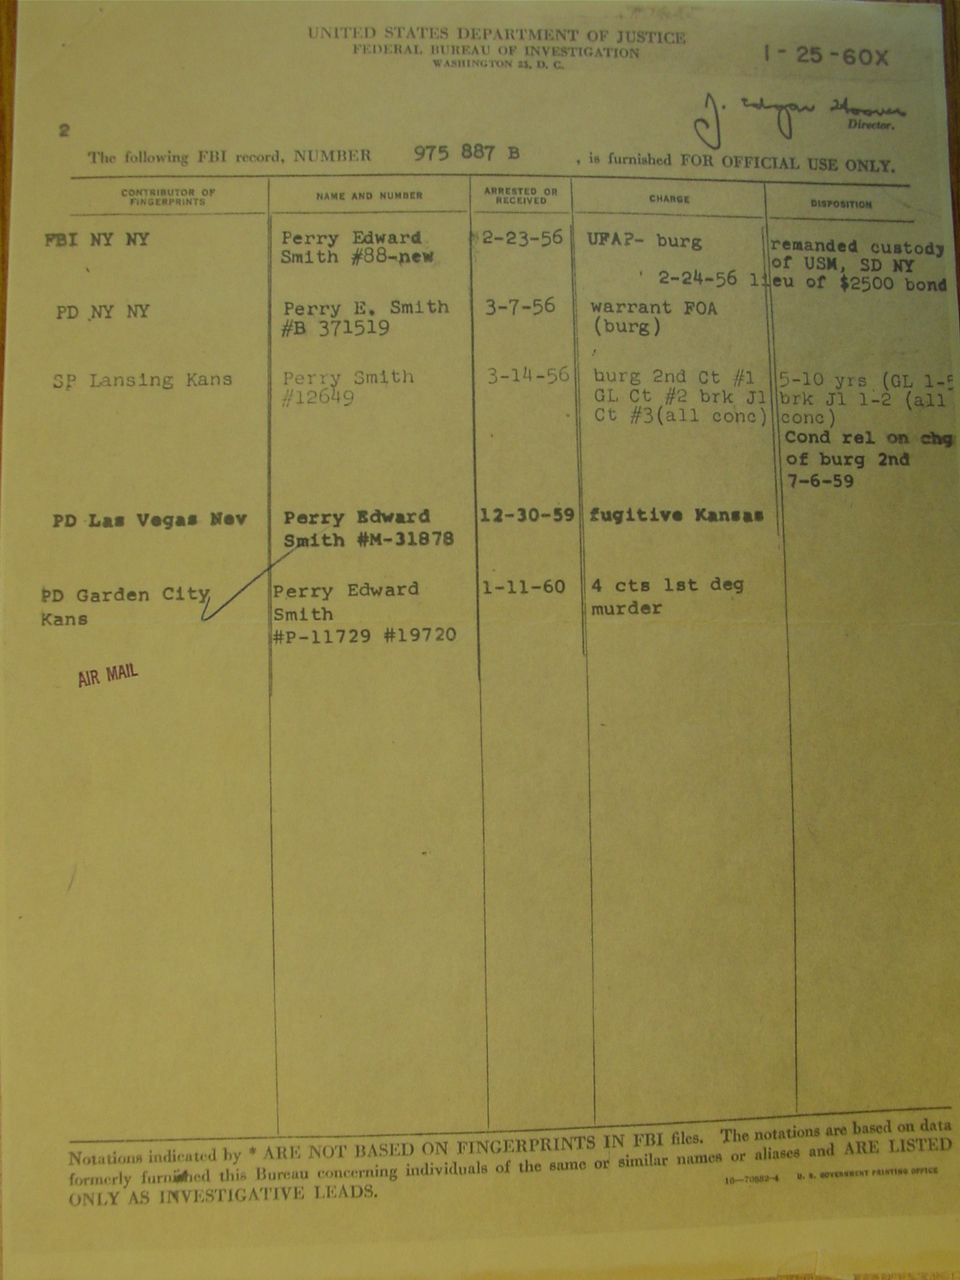 UNITED STATES DEPARTMENT OF JUSTICE
FEDERAL BUREAU OF INVESTIGATION
WASHINGTON 25, D. C.
1 - 25 - 60X
J. Edgar Hoover
Director.
2
The following FBI record, NUMBER 975 887 B , is furnished FOR OFFICIAL USE ONLY.
CONTRIBUTOR OF FINGERPRINTS
NAME AND NUMBER
ARRESTED OR RECEIVED
CHARGE
DISPOSITION
FBI NY NY
Perry Edward
Smith #88-new
2-23-56
UFAP- burg
2-24-56
remanded custody
of USM, SD NY
lieu of $2500 bond
PD NY NY
Perry E. Smith
#B 371519
3-7-56
warrant FOA
(burg)
SP Lansing Kans
Perry Smith
#12649
3-14-56
burg 2nd Ct #1
GL Ct #2 brk Jl
Ct #3(all conc)
5-10 yrs (GL 1-5
brk Jl 1-2 (all
conc)
Cond rel on chg
of burg 2nd
7-6-59
PD Las Vegas Nev
Perry Edward
Smith #M-31878
12-30-59
fugitive Kansas
PD Garden City
Kans
Perry Edward
Smith
#P-11729 #19720
1-11-60
4 cts 1st deg
murder
AIR MAIL
Notations indicated by * ARE NOT BASED ON FINGERPRINTS IN FBI files. The notations are based on data
formerly furnished this Bureau concerning individuals of the same or similar names or aliases and ARE LISTED
ONLY AS INVESTIGATIVE LEADS.
U. S. GOVERNMENT PRINTING OFFICE